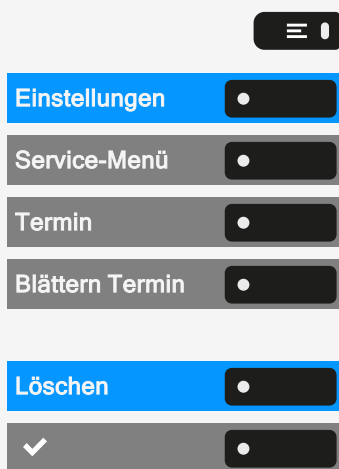 Einstellungen
Service-Menü
Termin
Blättern Termin
Löschen